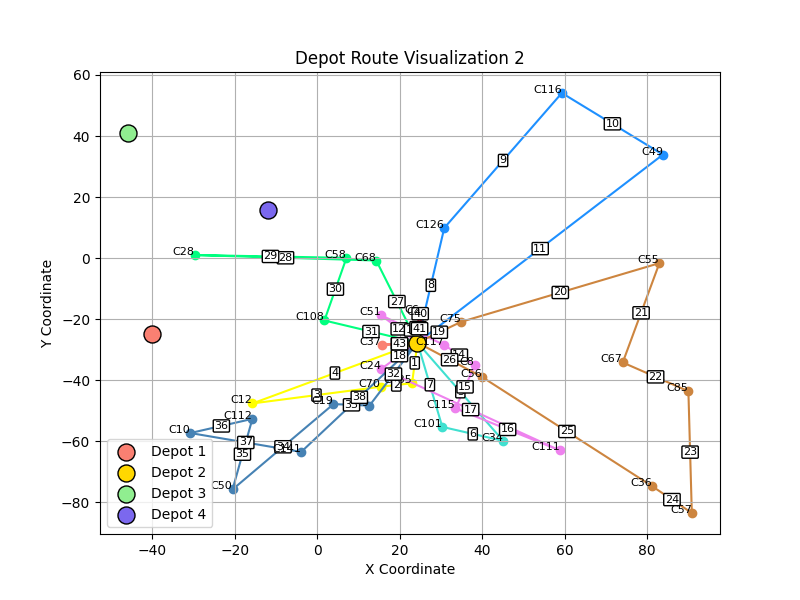 Depot Route Visualization 2
60
40
20
0
−20
−40
−60
−80
Y Coordinate
−40
−20
0
20
40
60
80
X Coordinate
C116
10
C49
9
C126
11
8
C28
29
28
C58
C68
C55
30
20
27
C108
C51
40
C75
21
31
12
41
19
C37
43
C117
18
26
C67
C24
1
C8
4
32
C56
22
C70
2
7
15
C85
C12
3
38
C19
C115
17
C112
36
C101
16
25
C10
37
6
C34
23
34
35
C111
C50
C36
24
C57
Depot 1
Depot 2
Depot 3
Depot 4